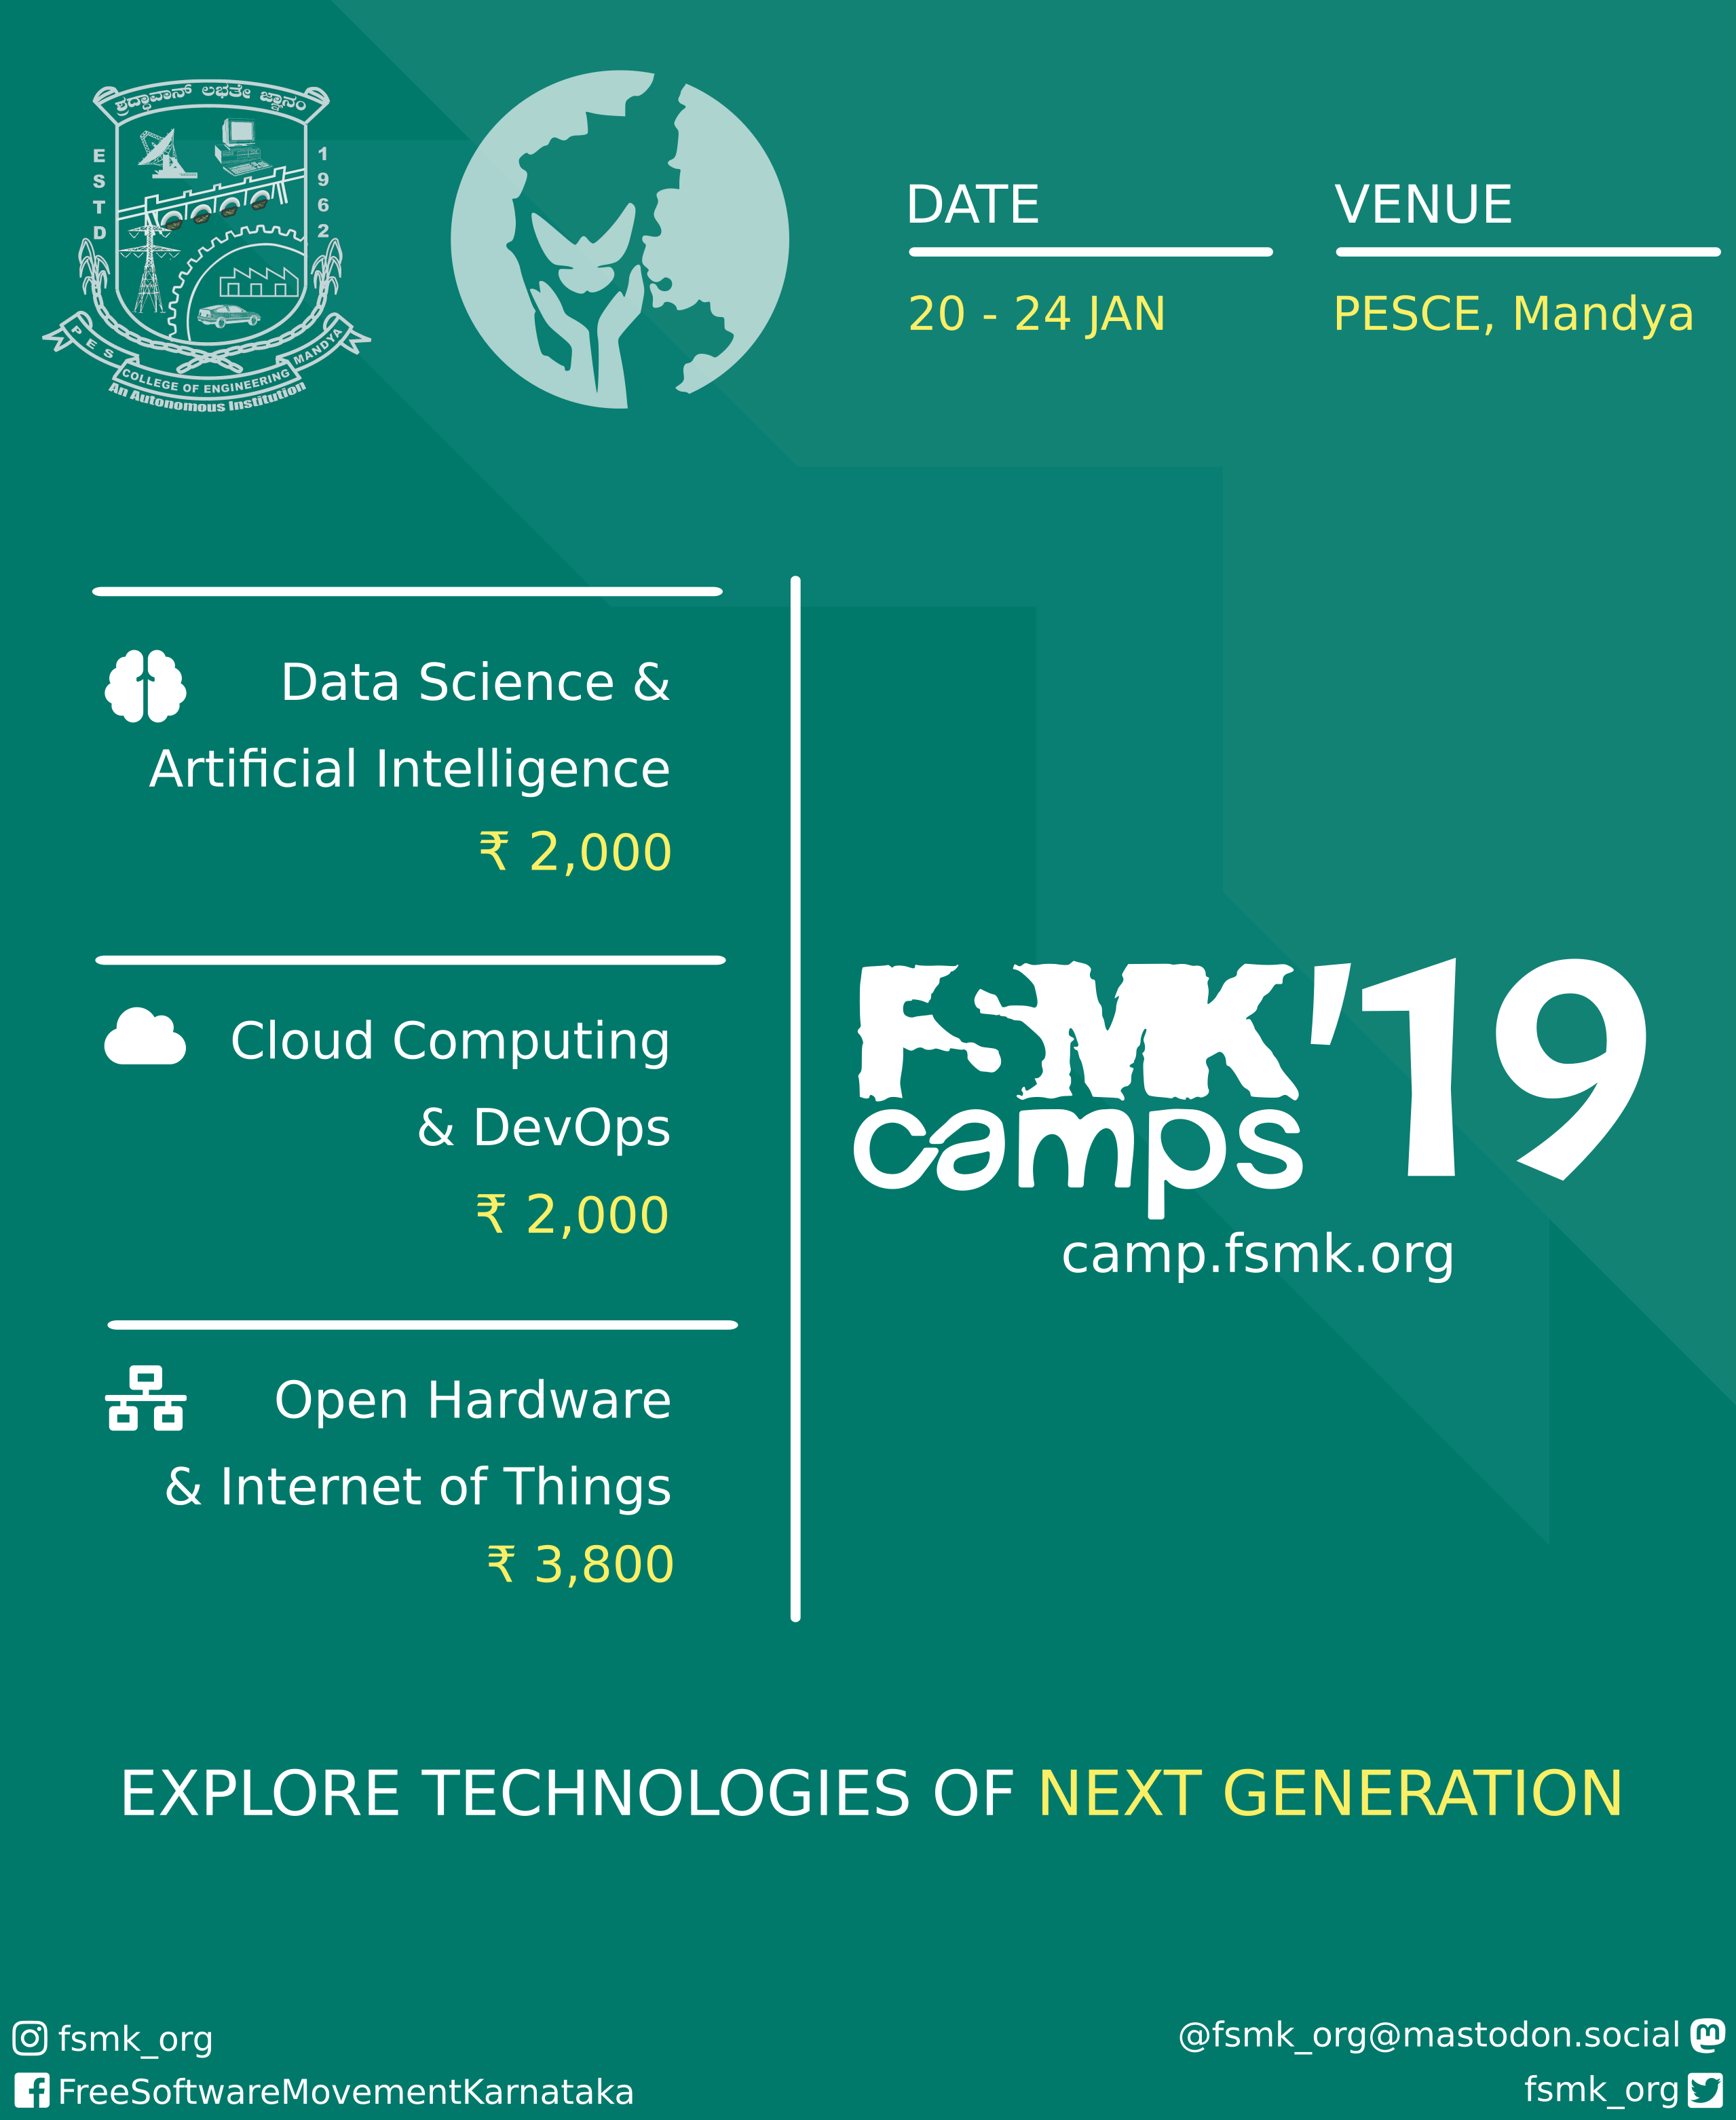 ಶ್ರದ್ಧಾವಾನ್ ಲಭತೇ ಜ್ಞಾನಂ
ESTD
1962
PES
COLLEGE OF ENGINEERING
MANDYA
An Autonomous Institution
DATE
20 - 24 JAN
VENUE
PESCE, Mandya
Data Science &
Artificial Intelligence
₹ 2,000
Cloud Computing
& DevOps
₹ 2,000
Open Hardware
& Internet of Things
₹ 3,800
FSMK'19
camps
camp.fsmk.org
EXPLORE TECHNOLOGIES OF NEXT GENERATION
fsmk_org
FreeSoftwareMovementKarnataka
@fsmk_org@mastodon.social
fsmk_org